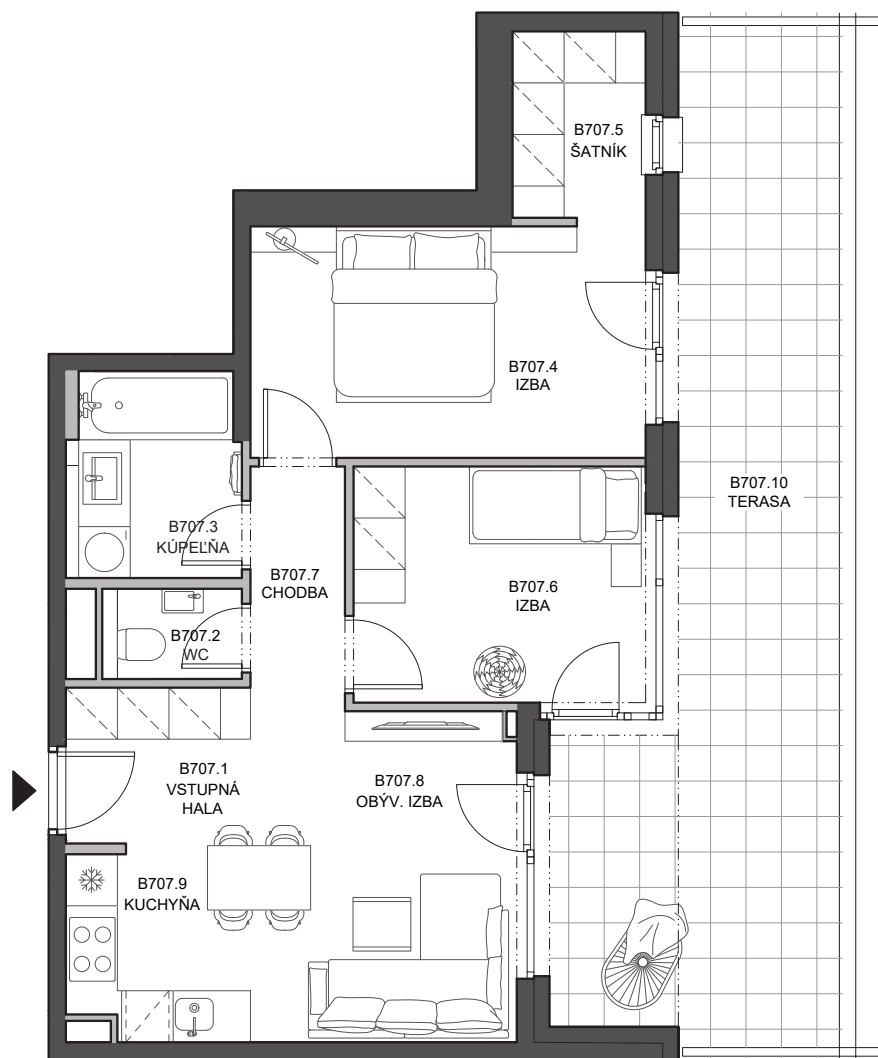 B707.5
ŠATNÍK
B707.4
IZBA
B707.10
TERASA
B707.3
KÚPEĽŇA
B707.7
CHODBA
B707.6
IZBA
B707.2
WC
B707.1
VSTUPNÁ
HALA
B707.8
OBÝV. IZBA
B707.9
KUCHYŇA